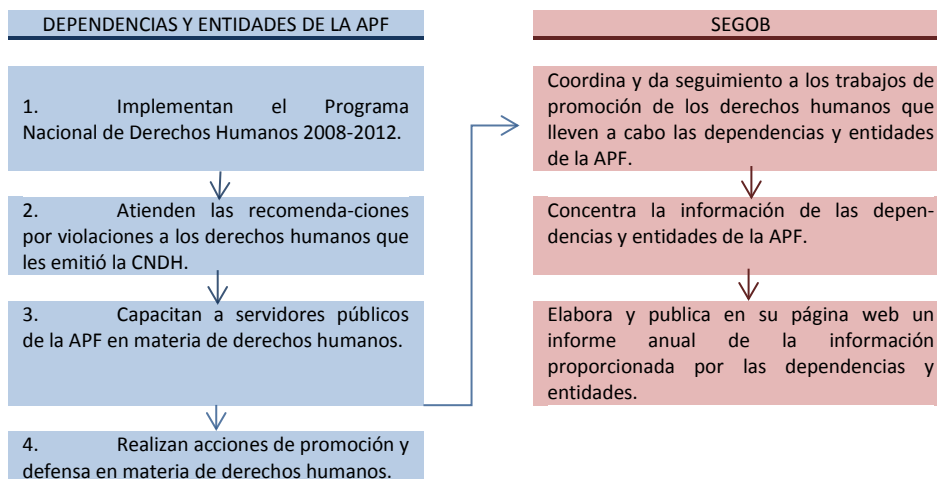 DEPENDENCIAS Y ENTIDADES DE LA APF
1. Implementan el Programa
Nacional de Derechos Humanos 2008-2012.
2. Atienden las recomenda-ciones
por violaciones a los derechos humanos que
les emitió la CNDH.
3. Capacitan a servidores públicos
de la APF en materia de derechos humanos.
4. Realizan acciones de promoción y
defensa en materia de derechos humanos.
SEGOB
Coordina y da seguimiento a los trabajos de
promoción de los derechos humanos que
lleven a cabo las dependencias y entidades
de la APF.
Concentra la información de las depen-
dencias y entidades de la APF.
Elabora y publica en su página web un
informe anual de la información
proporcionada por las dependencias y
entidades.